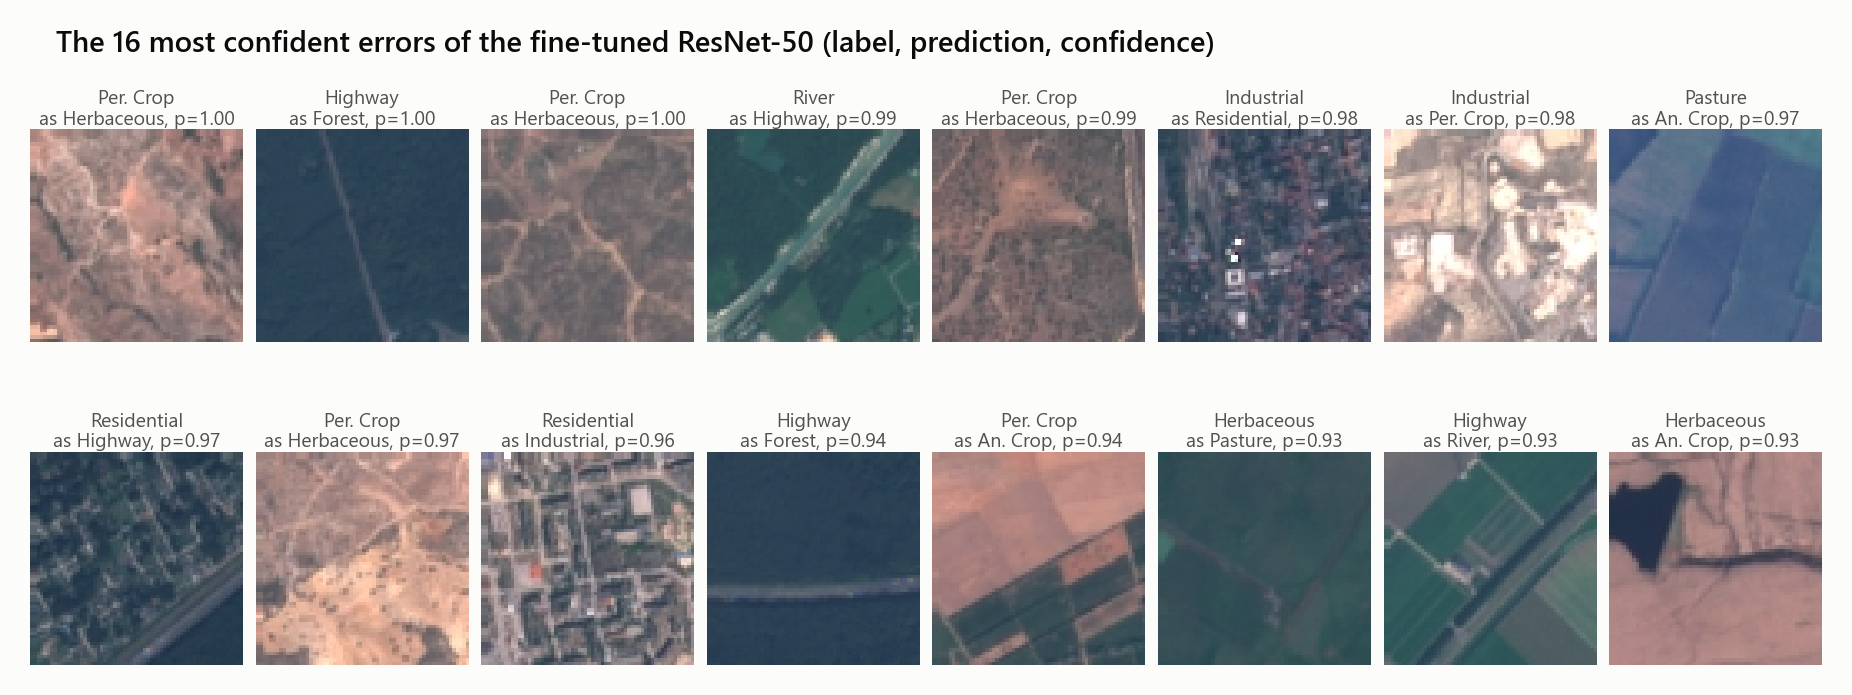 The 16 most confident errors of the fine-tuned ResNet-50 (label, prediction, confidence)
Per. Crop
as Herbaceous, p=1.00
Highway
as Forest, p=1.00
Per. Crop
as Herbaceous, p=1.00
River
as Highway, p=0.99
Per. Crop
as Herbaceous, p=0.99
Industrial
as Residential, p=0.98
Industrial
as Per. Crop, p=0.98
Pasture
as An. Crop, p=0.97
Residential
as Highway, p=0.97
Per. Crop
as Herbaceous, p=0.97
Residential
as Industrial, p=0.96
Highway
as Forest, p=0.94
Per. Crop
as An. Crop, p=0.94
Herbaceous
as Pasture, p=0.93
Highway
as River, p=0.93
Herbaceous
as An. Crop, p=0.93